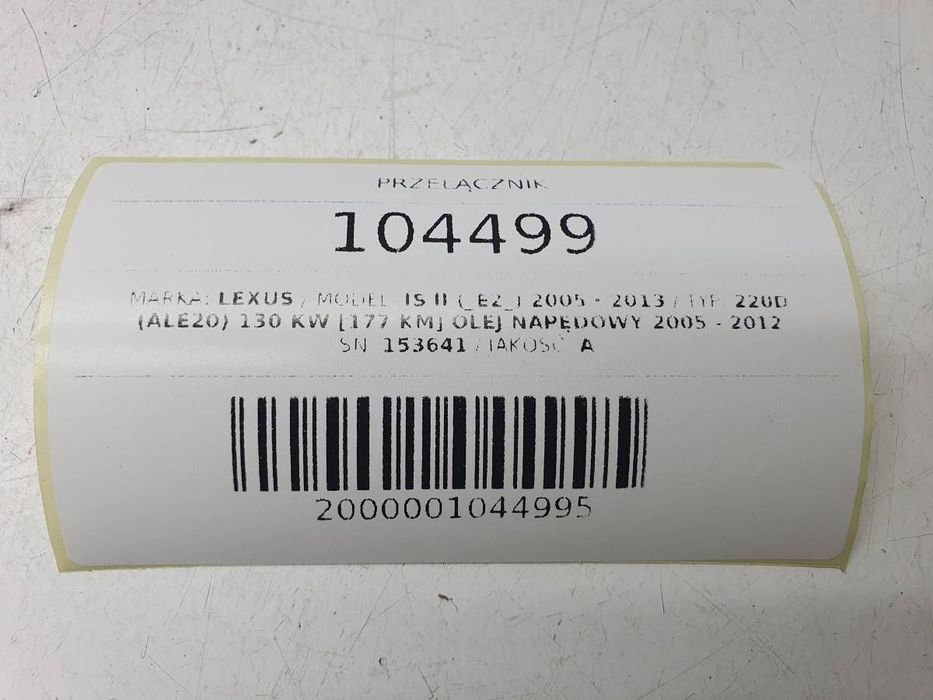 PRZEŁĄCZNIK
104499
MARKA: LEXUS / MODEL: IS II (_E2_) 2005 - 2013 / TYP: 220D
(ALE20) 130 KW [177 KM] OLEJ NAPĘDOWY 2005 - 2012
SN: 153641 / JAKOŚĆ: A
2000001044995